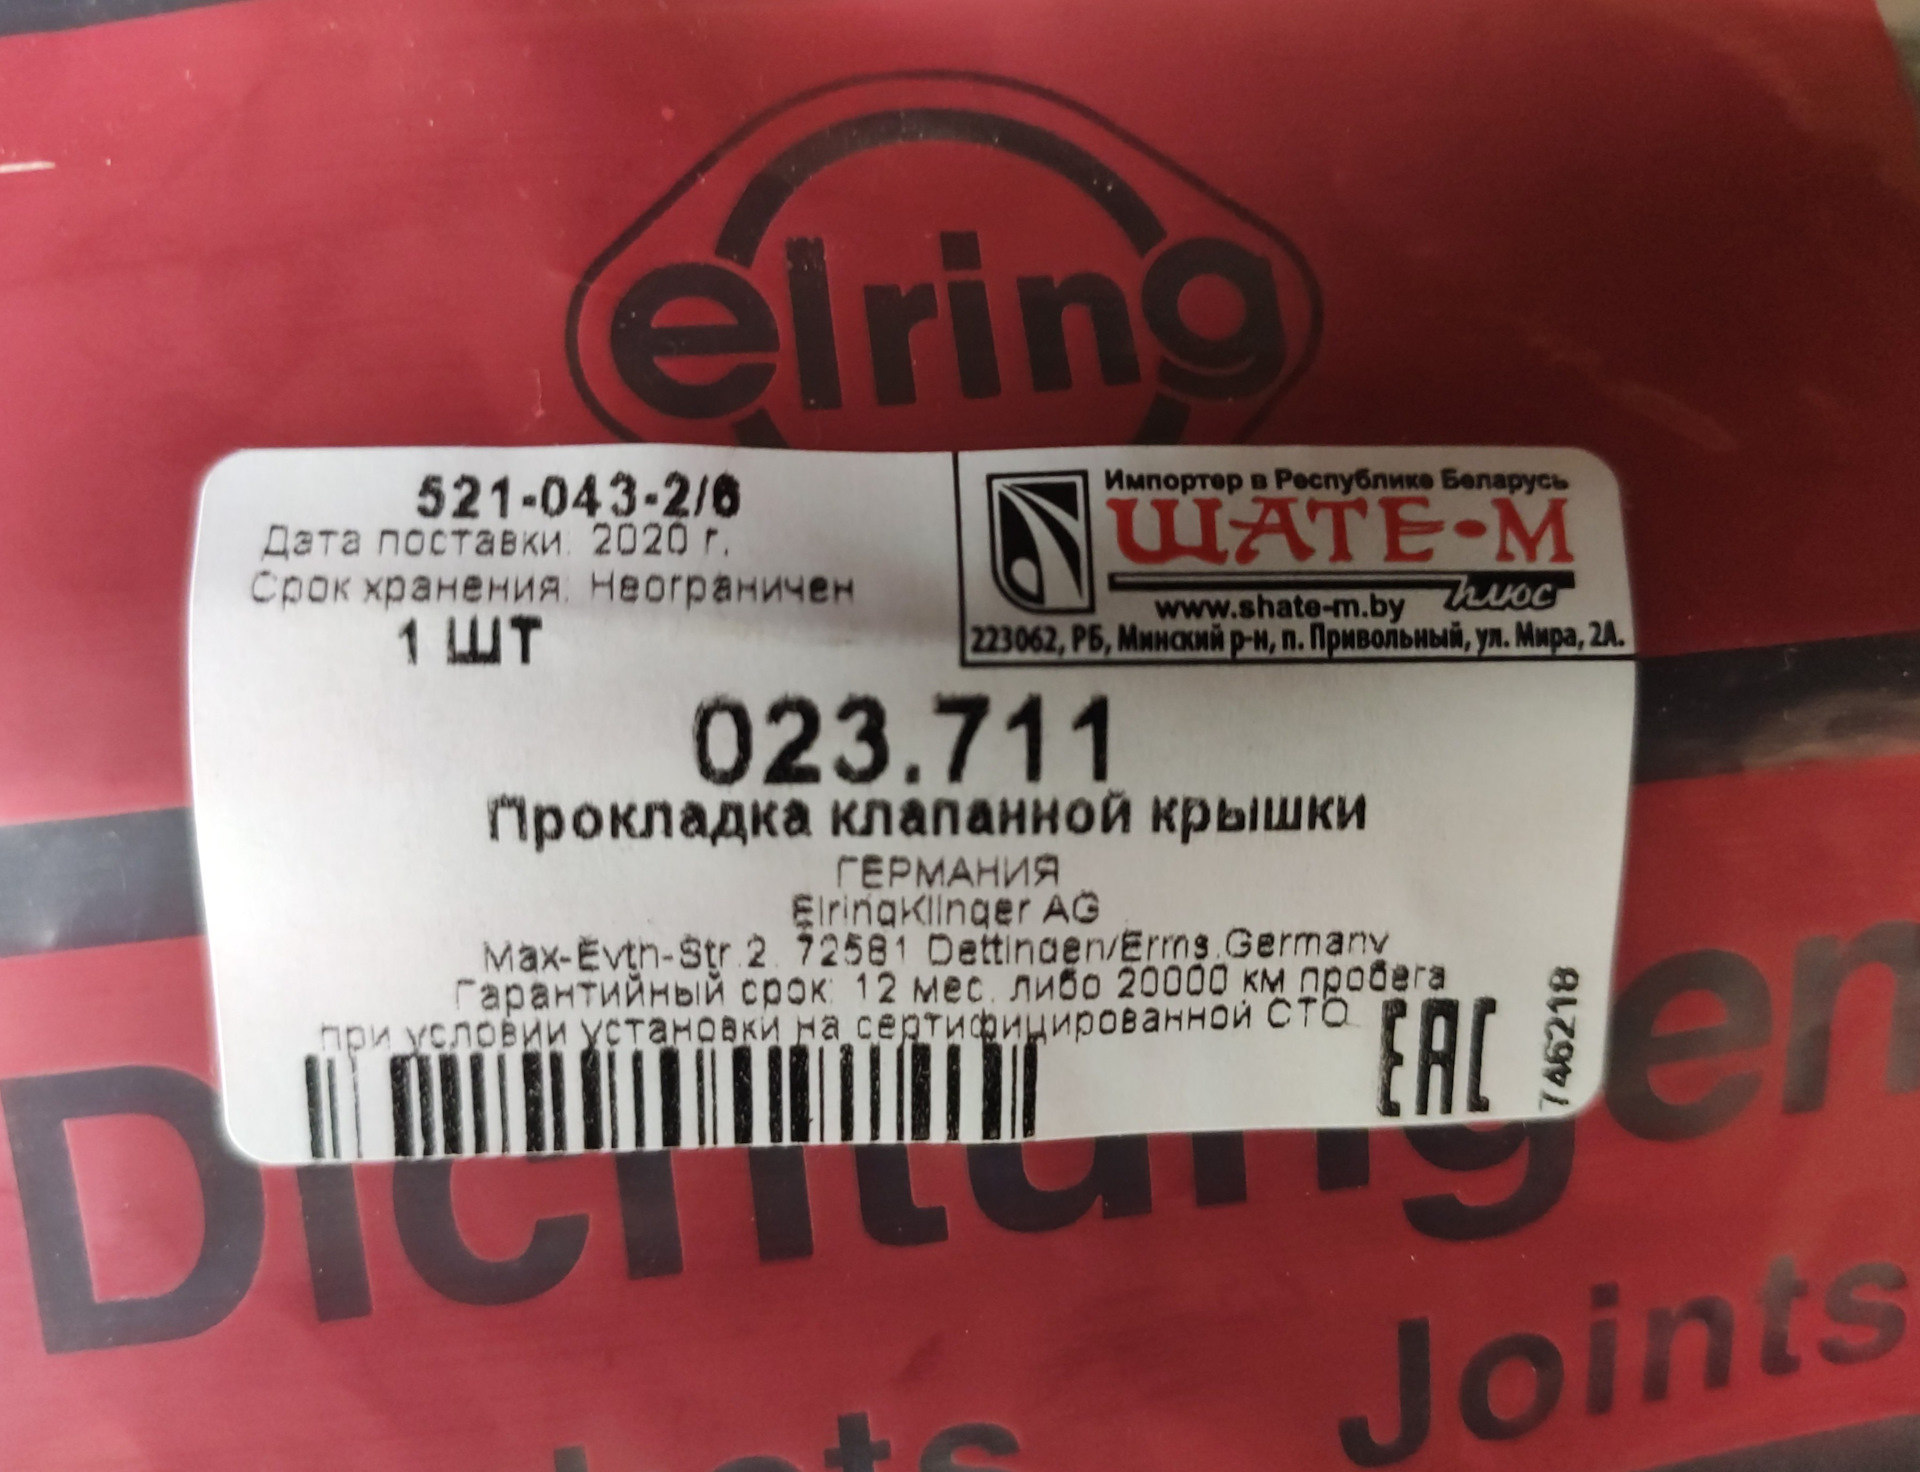 elring
521-043-2/6
Дата поставки: 2020 г.
Срок хранения: Неограничен
1 ШТ
Импортер в Республике Беларусь
ШАТЕ-М
плюс
www.shate-m.by
223062, РБ, Минский р-н, п. Привольный, ул. Мира, 2А.
023.711
Прокладка клапанной крышки
ГЕРМАНИЯ
ElringKlinger AG
Max-Eyth-Str.2, 72581 Dettingen/Erms,Germany
Гарантийный срок: 12 мес. либо 20000 км пробега
при условии установки на сертифицированной СТО
EAC
7446218
Dichtungen
Joints